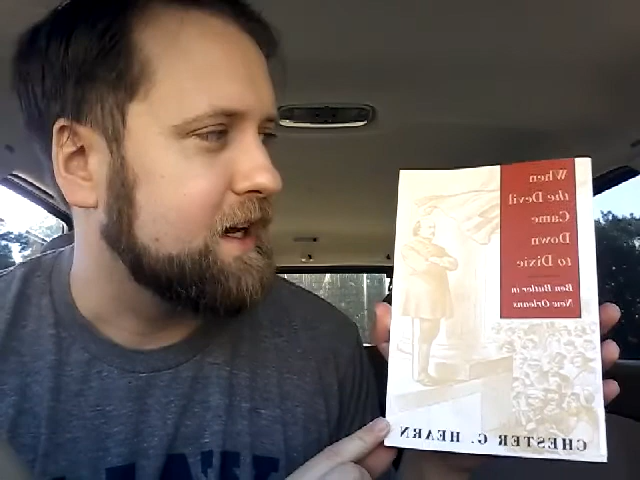 When
the Devil
Came
Down
to Dixie
Ben Butler in
New Orleans
CHESTER G. HEARN